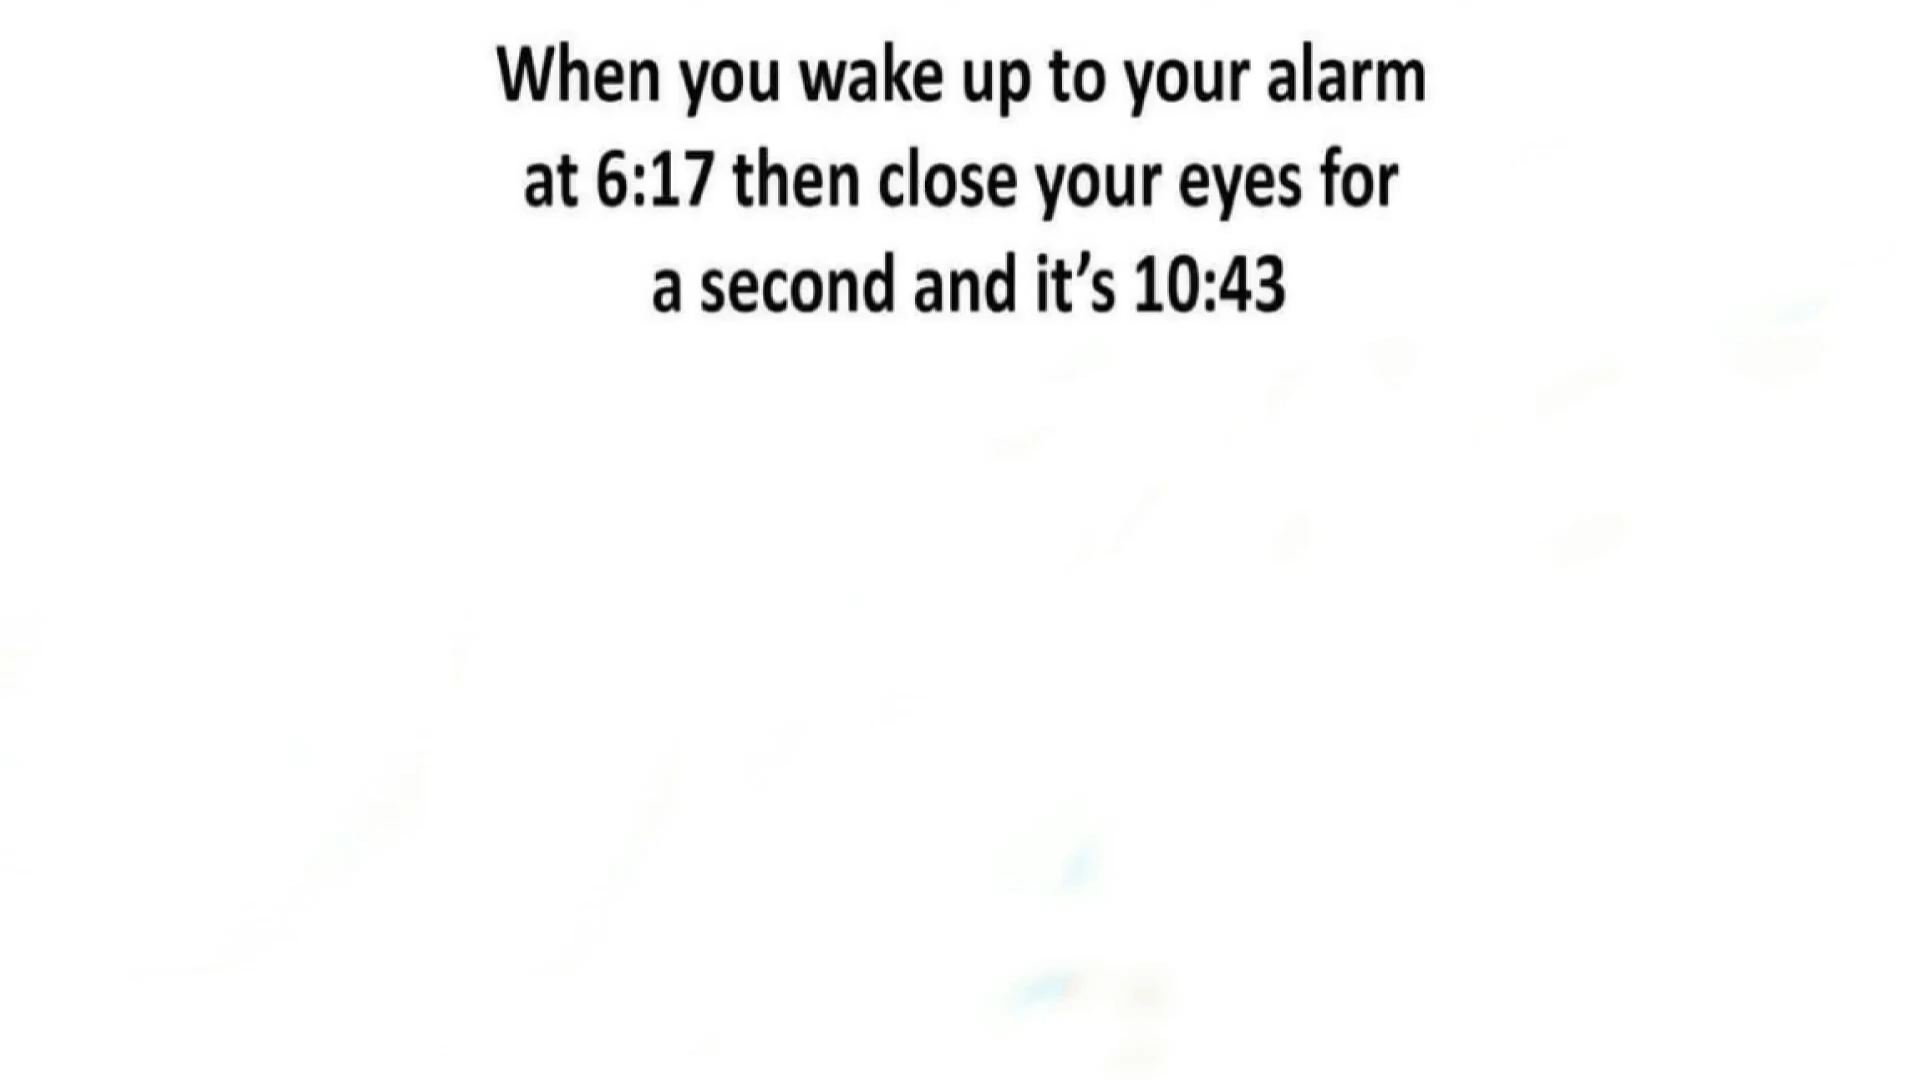 When you wake up to your alarm
at 6:17 then close your eyes for
a second and it’s 10:43